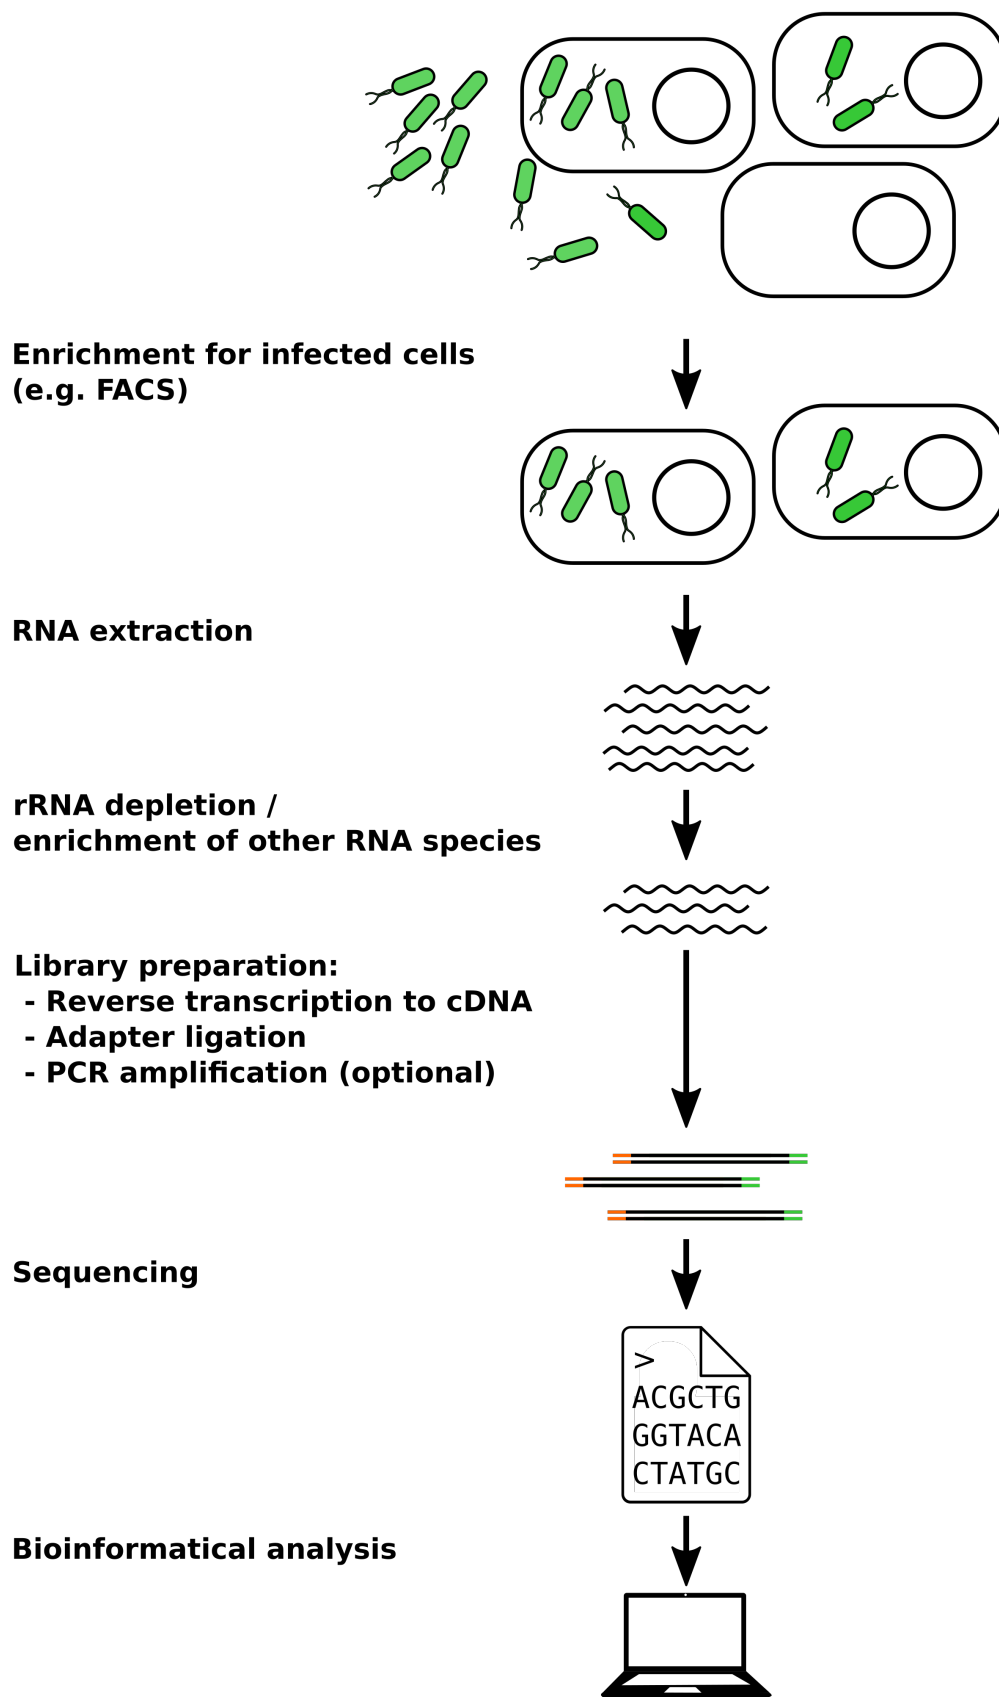 Enrichment for infected cells
(e.g. FACS)
RNA extraction
rRNA depletion /
enrichment of other RNA species
Library preparation:
- Reverse transcription to cDNA
- Adapter ligation
- PCR amplification (optional)
Sequencing
>
ACGCTG
GGTACA
CTATGC
Bioinformatical analysis